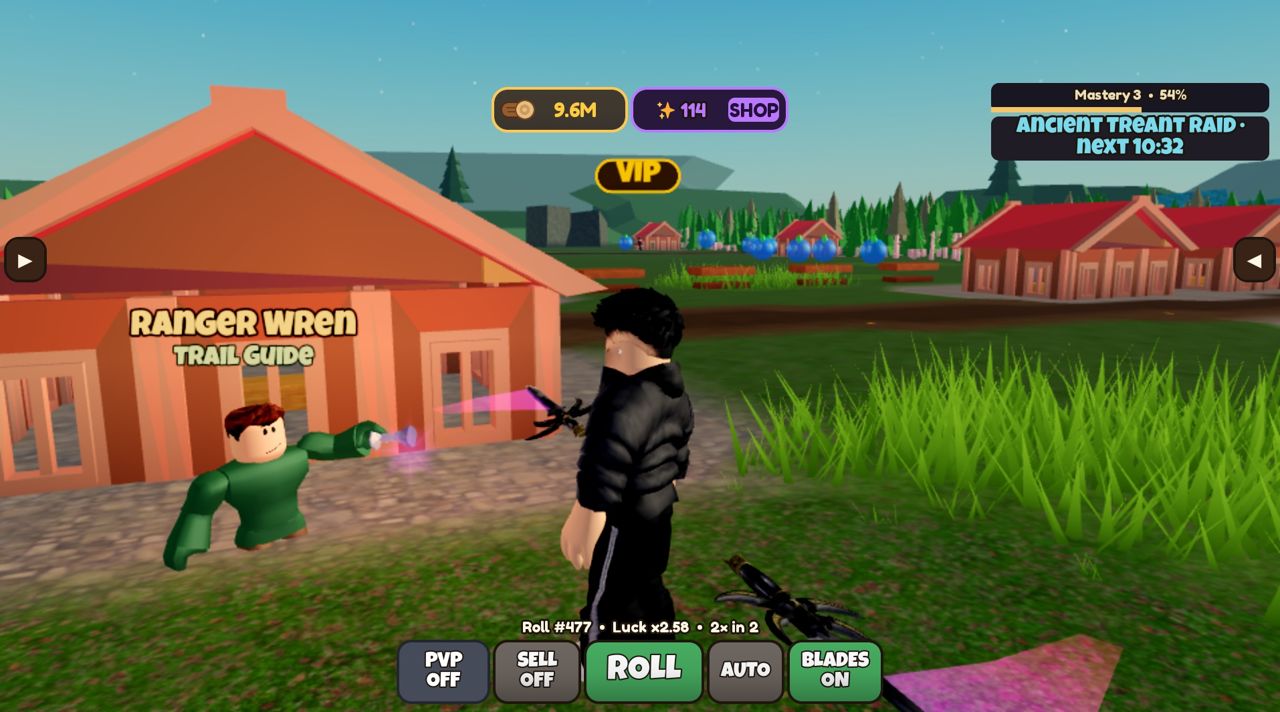 9.6M
114 SHOP
Mastery 3 • 54%
ANCIENT TREANT RAID •
NEXT 10:32
VIP
RANGER WREN
TRAIL GUIDE
Roll #477 • Luck x2.58 • 2x in 2
PVP
OFF
SELL
OFF
ROLL
AUTO
BLADES
ON